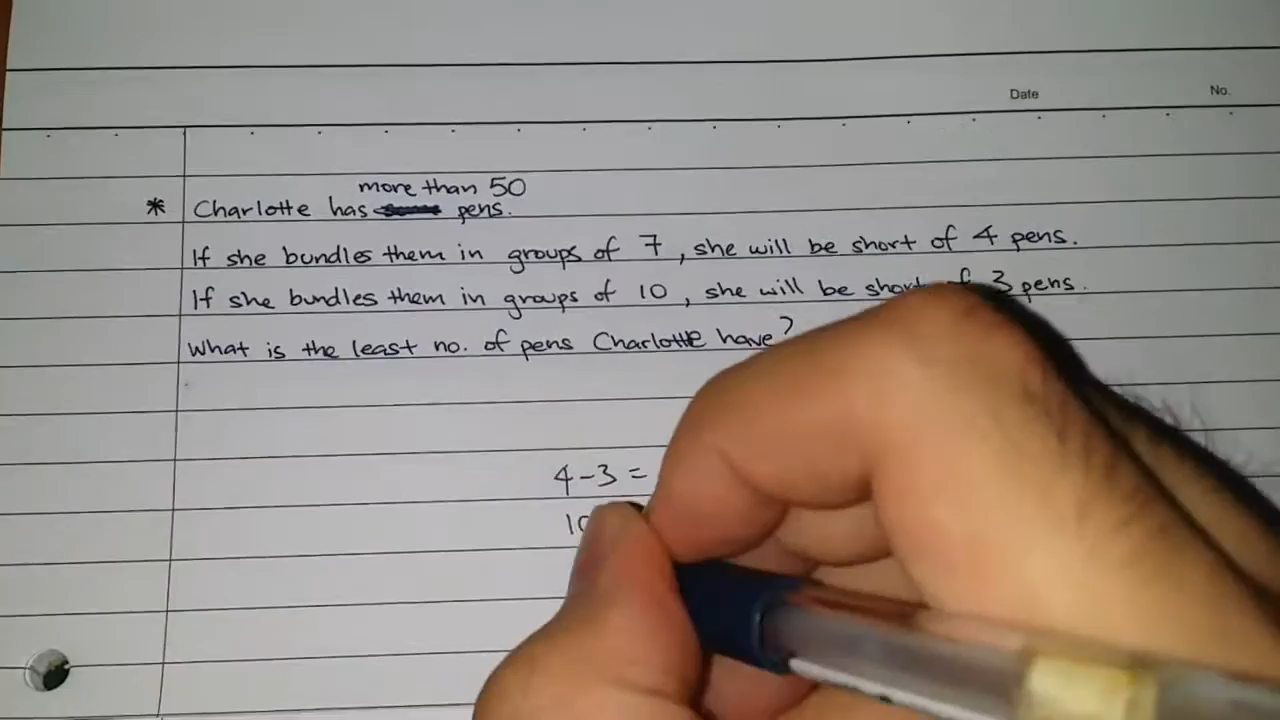 Date No.
more than 50
* Charlotte has pens.
If she bundles them in groups of 7, she will be short of 4 pens.
If she bundles them in groups of 10, she will be short of 3 pens.
What is the least no. of pens Charlotte have?
4-3 =
10